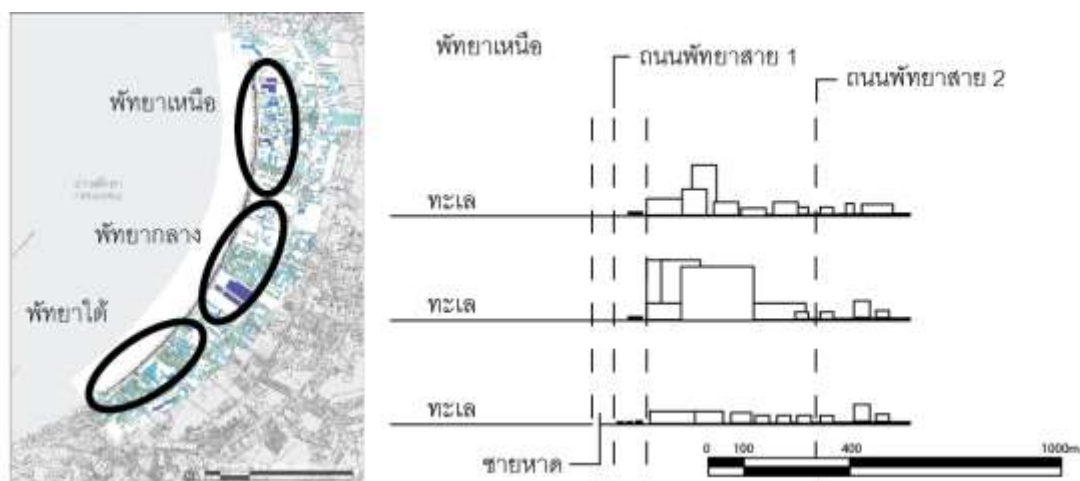 พัทยาเหนือ
พัทยากลาง
พัทยาใต้
พัทยาเหนือ
ถนนพัทยาสาย 1
ถนนพัทยาสาย 2
ทะเล
ทะเล
ทะเล
ชายหาด
0 100 400 1000m